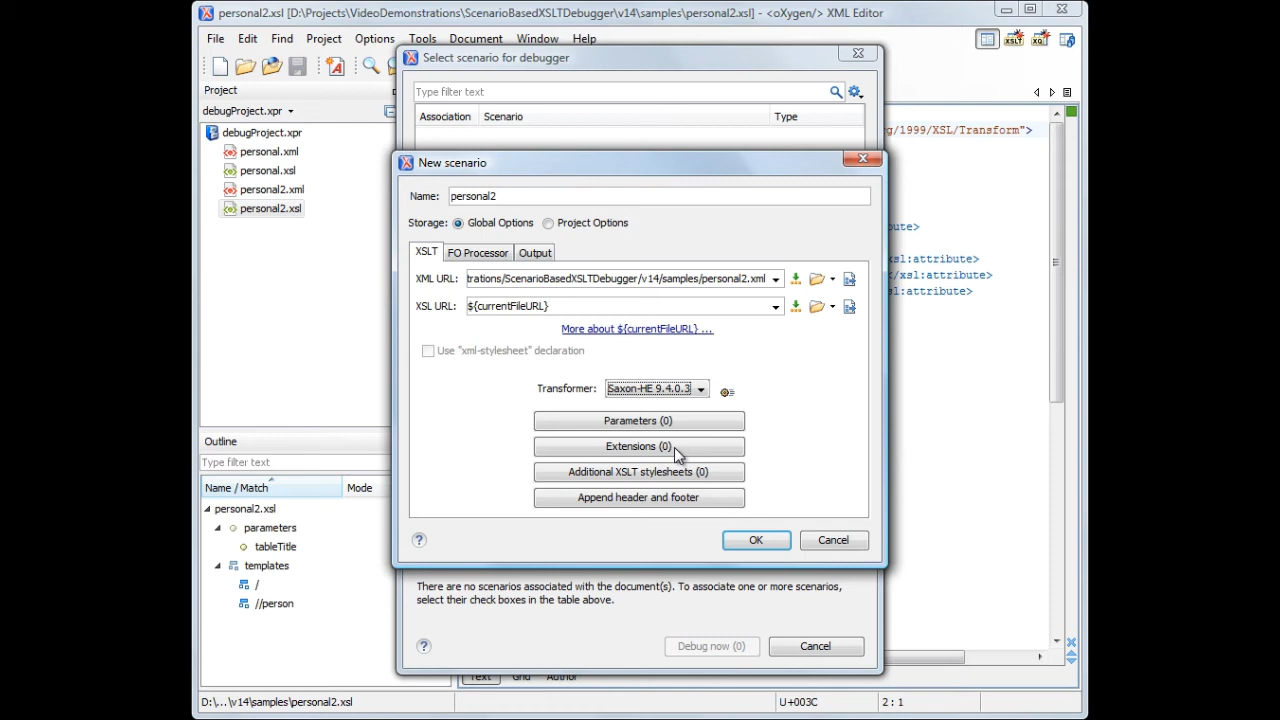 personal2.xsl [D:\Projects\VideoDemonstrations\ScenarioBasedXSLTDebugger\v14\samples\personal2.xsl] - <oXygen/> XML Editor
File Edit Find Project Options Tools Document Window Help
XSLT XQ
Project
debugProject.xpr
debugProject.xpr
personal.xml
personal.xsl
personal2.xml
personal2.xsl
Select scenario for debugger
Type filter text
Association Scenario Type
rg/1999/XSL/Transform">
bute>
xsl:attribute>
</xsl:attribute>
xsl:attribute>
New scenario
Name: personal2
Storage: Global Options Project Options
XSLT FO Processor Output
XML URL: trations/ScenarioBasedXSLTDebugger/v14/samples/personal2.xml
XSL URL: ${currentFileURL}
More about ${currentFileURL} ...
Use "xml-stylesheet" declaration
Transformer: Saxon-HE 9.4.0.3
Parameters (0)
Extensions (0)
Additional XSLT stylesheets (0)
Append header and footer
OK Cancel
Outline
Type filter text
Name / Match Mode
personal2.xsl
parameters
tableTitle
templates
/
//person
There are no scenarios associated with the document(s). To associate one or more scenarios,
select their check boxes in the table above.
Debug now (0) Cancel
Text Grid Author
D:\...\v14\samples\personal2.xsl U+003C 2 : 1